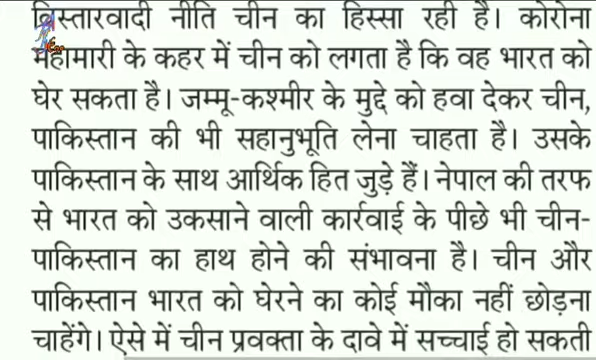 विस्तारवादी नीति चीन का हिस्सा रही है। कोरोना
महामारी के कहर में चीन को लगता है कि वह भारत को
घेर सकता है। जम्मू-कश्मीर के मुद्दे को हवा देकर चीन,
पाकिस्तान की भी सहानुभूति लेना चाहता है। उसके
पाकिस्तान के साथ आर्थिक हित जुड़े हैं। नेपाल की तरफ
से भारत को उकसाने वाली कार्रवाई के पीछे भी चीन-
पाकिस्तान का हाथ होने की संभावना है। चीन और
पाकिस्तान भारत को घेरने का कोई मौका नहीं छोड़ना
चाहेंगे। ऐसे में चीन प्रवक्ता के दावे में सच्चाई हो सकती